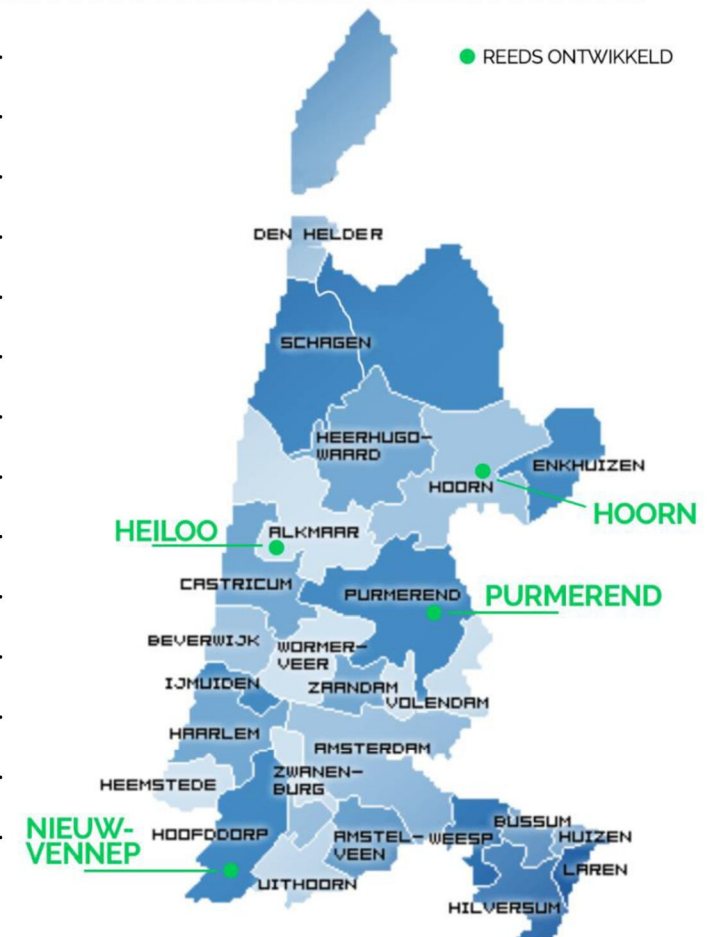 REEDS ONTWIKKELD
DEN HELDER
SCHAGEN
HEERHUGO-
WAARD
ENKHUIZEN
HOORN
HOORN
HEILOO
ALKMAAR
CASTRICUM
PURMEREND
PURMEREND
BEVERWIJK
WORMER-
VEER
IJMUIDEN
ZAANDAM
VOLENDAM
HAARLEM
AMSTERDAM
ZWANEN-
BURG
HEEMSTEDE
NIEUW-
VENNEP
HOOFDDORP
AMSTEL-
VEEN
WEESP
BUSSUM
HUIZEN
LAREN
UITHOORN
HILVERSUM